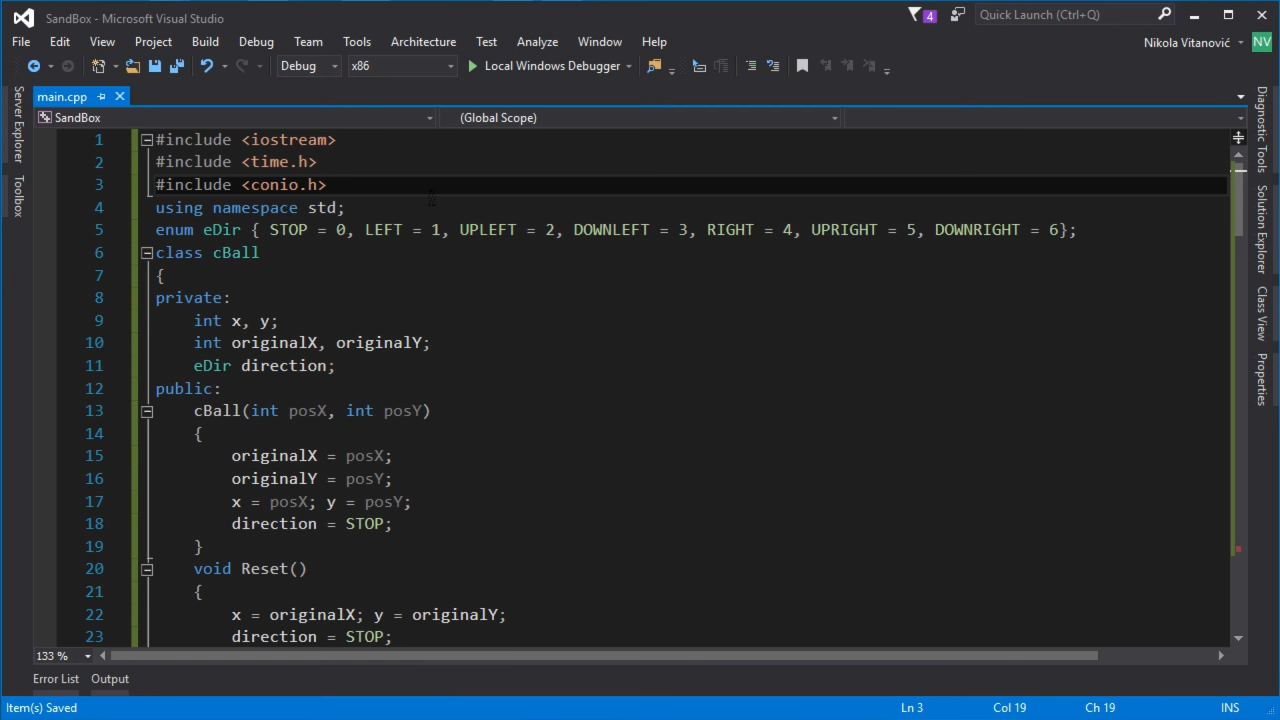 SandBox - Microsoft Visual Studio
4
Quick Launch (Ctrl+Q)
File Edit View Project Build Debug Team Tools Architecture Test Analyze Window Help
Nikola Vitanović
NV
Debug x86 Local Windows Debugger
main.cpp
SandBox (Global Scope)
Server Explorer
Toolbox
1 #include <iostream>
2 #include <time.h>
3 #include <conio.h>
4 using namespace std;
5 enum eDir { STOP = 0, LEFT = 1, UPLEFT = 2, DOWNLEFT = 3, RIGHT = 4, UPRIGHT = 5, DOWNRIGHT = 6};
6 class cBall
7 {
8 private:
9 int x, y;
10 int originalX, originalY;
11 eDir direction;
12 public:
13 cBall(int posX, int posY)
14 {
15 originalX = posX;
16 originalY = posY;
17 x = posX; y = posY;
18 direction = STOP;
19 }
20 void Reset()
21 {
22 x = originalX; y = originalY;
23 direction = STOP;
Diagnostic Tools
Solution Explorer
Class View
Properties
133 %
Error List Output
Item(s) Saved Ln 3 Col 19 Ch 19 INS